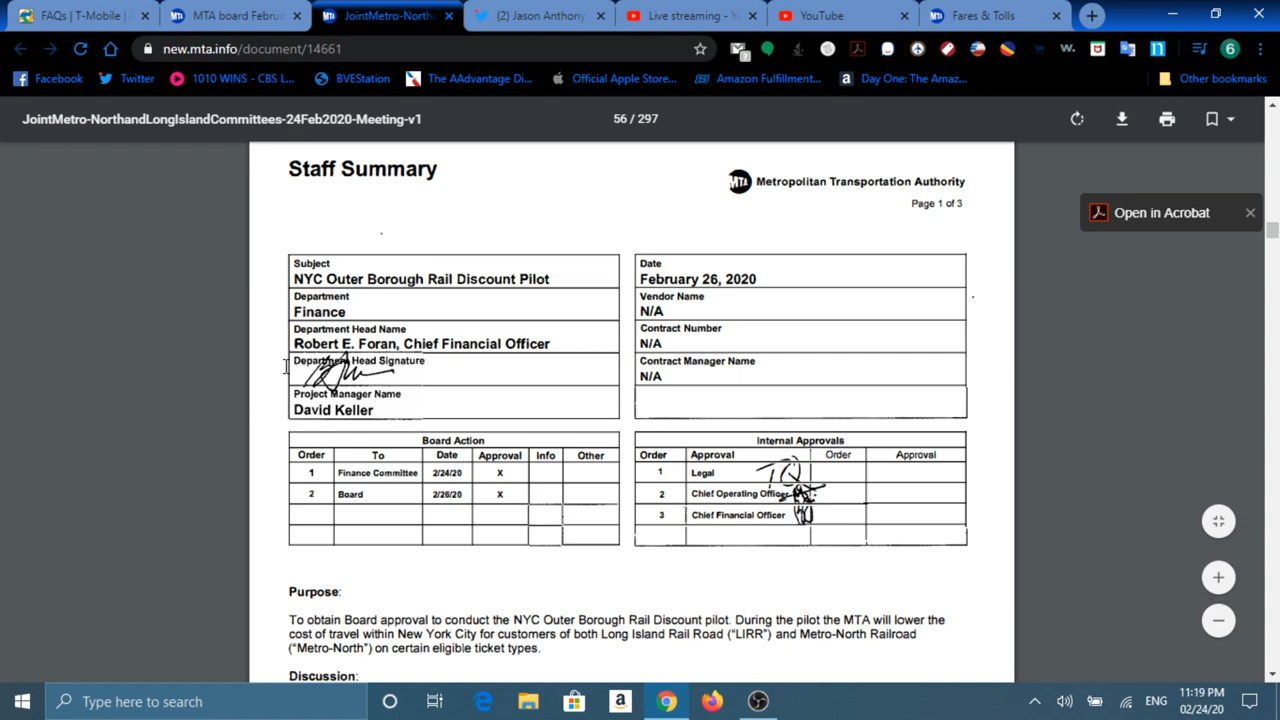 FAQs | T-Mobile |
MTA board Februa
JointMetro-North
(2) Jason Anthony
Live streaming - Yo
YouTube
Fares & Tolls
new.mta.info/document/14661
Facebook
Twitter
1010 WINS - CBS L...
BVEStation
The AAdvantage Di...
Official Apple Store...
Amazon Fulfillment...
Day One: The Amaz...
Other bookmarks
JointMetro-NorthandLongIslandCommittees-24Feb2020-Meeting-v1
56 / 297
Open in Acrobat
Staff Summary
MTA Metropolitan Transportation Authority
Page 1 of 3
Subject
NYC Outer Borough Rail Discount Pilot
Department
Finance
Department Head Name
Robert E. Foran, Chief Financial Officer
Department Head Signature
Project Manager Name
David Keller
Date
February 26, 2020
Vendor Name
N/A
Contract Number
N/A
Contract Manager Name
N/A
Board Action
Order To Date Approval Info Other
1 Finance Committee 2/24/20 X
2 Board 2/26/20 X
Internal Approvals
Order Approval Order Approval
1 Legal
2 Chief Operating Officer
3 Chief Financial Officer
Purpose:
To obtain Board approval to conduct the NYC Outer Borough Rail Discount pilot. During the pilot the MTA will lower the
cost of travel within New York City for customers of both Long Island Rail Road ("LIRR") and Metro-North Railroad
("Metro-North") on certain eligible ticket types.
Discussion:
Type here to search
ENG
11:19 PM
02/24/20